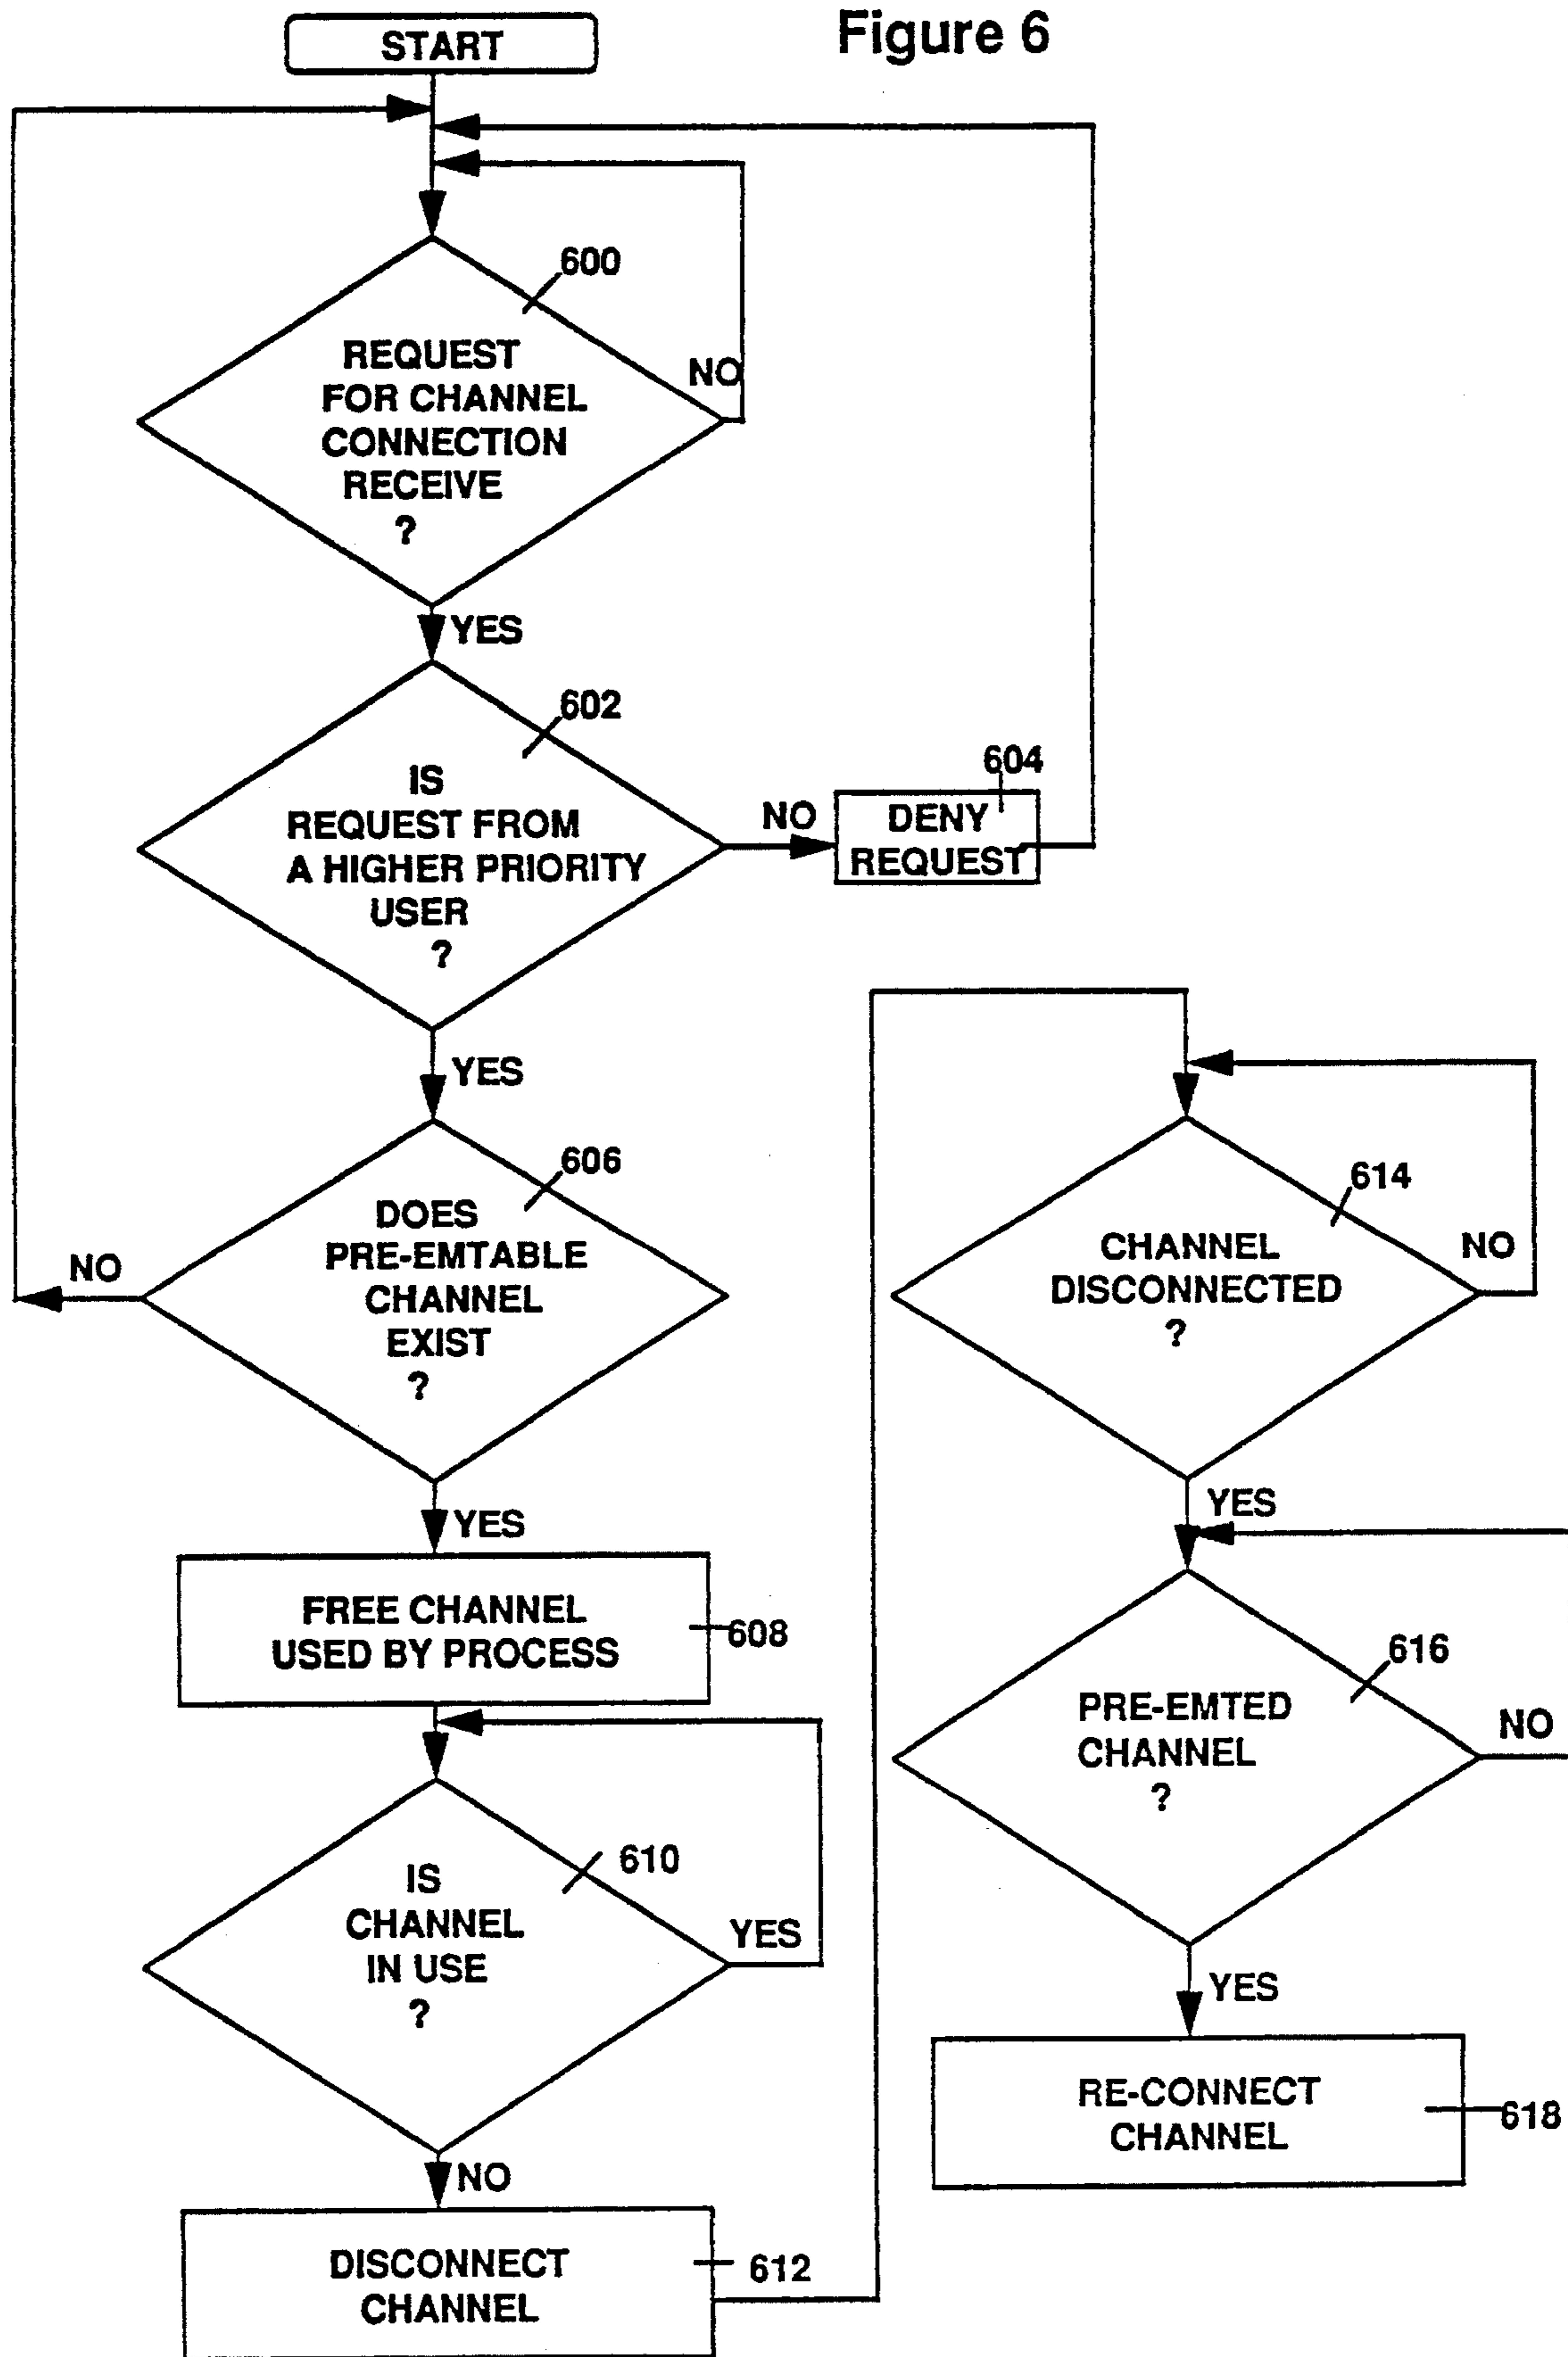 Figure 6
START
600
REQUEST
FOR CHANNEL
CONNECTION
RECEIVE
?
NO
YES
602
IS
REQUEST FROM
A HIGHER PRIORITY
USER
?
NO
604
DENY
REQUEST
YES
606
DOES
PRE-EMTABLE
CHANNEL
EXIST
?
NO
YES
FREE CHANNEL
USED BY PROCESS
608
610
IS
CHANNEL
IN USE
?
YES
NO
DISCONNECT
CHANNEL
612
614
CHANNEL
DISCONNECTED
?
NO
YES
616
PRE-EMTED
CHANNEL
?
NO
YES
RE-CONNECT
CHANNEL
618